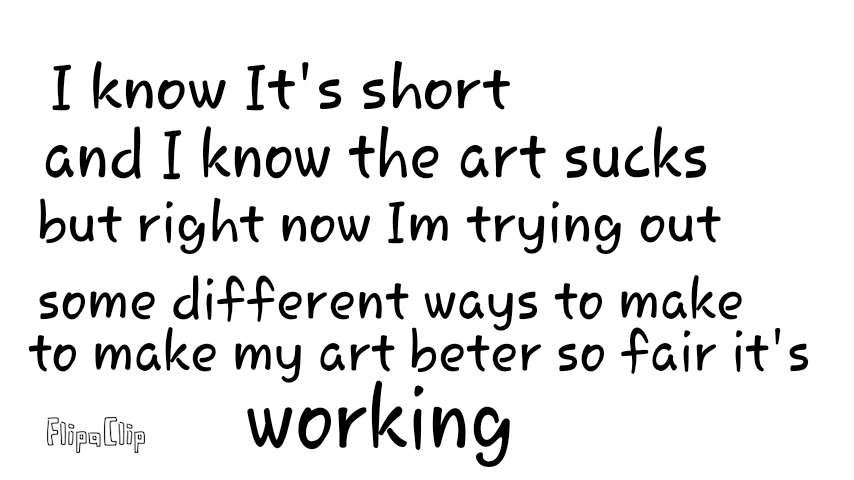 I know It's short
and I know the art sucks
but right now Im trying out
some different ways to make
to make my art beter so fair it's
working
FlipaClip